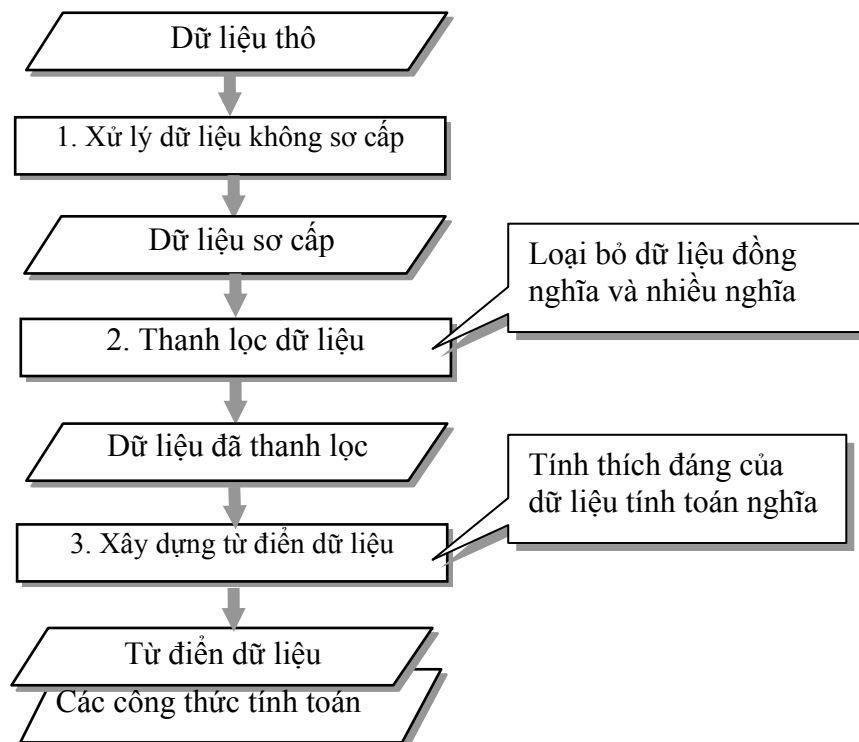 Dữ liệu thô
1. Xử lý dữ liệu không sơ cấp
Dữ liệu sơ cấp
Loại bỏ dữ liệu đồng
nghĩa và nhiều nghĩa
2. Thanh lọc dữ liệu
Dữ liệu đã thanh lọc
Tính thích đáng của
dữ liệu tính toán nghĩa
3. Xây dựng từ điển dữ liệu
Từ điển dữ liệu
Các công thức tính toán